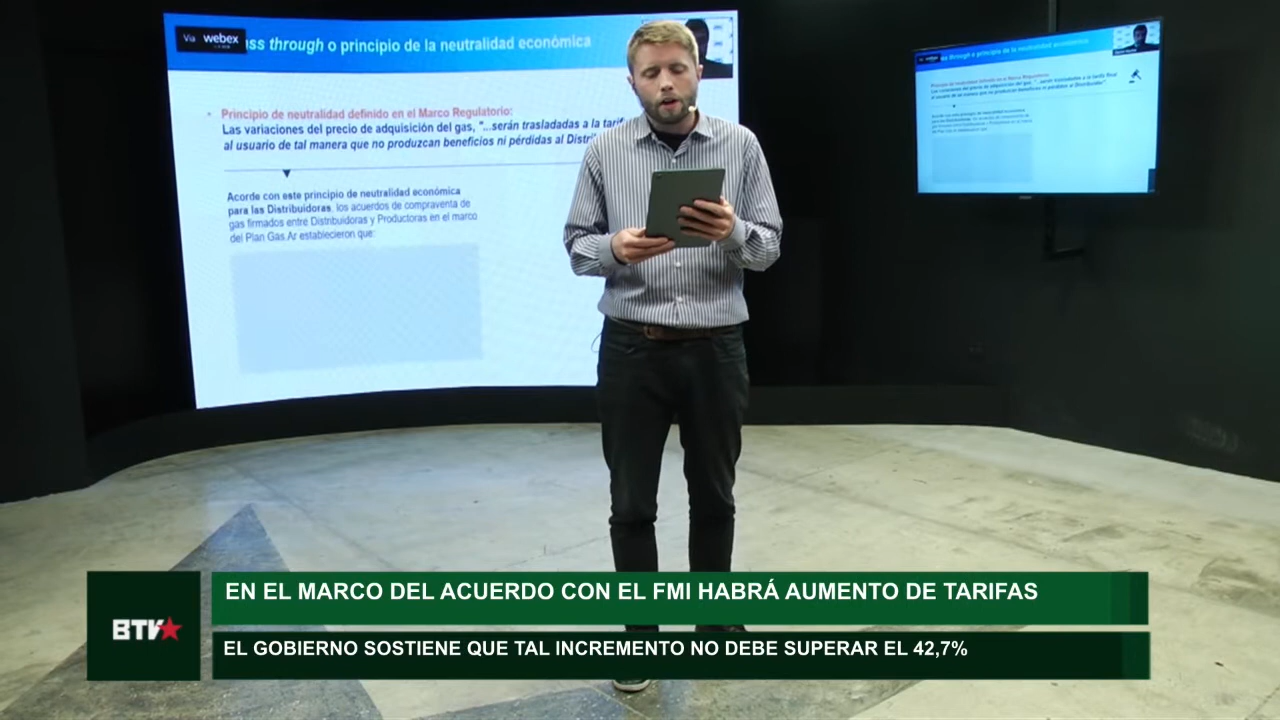 Via webex
ass through o principio de la neutralidad económica
Principio de neutralidad definido en el Marco Regulatorio:
Las variaciones del precio de adquisición del gas, "...serán trasladadas a la
al usuario de tal manera que no produzcan beneficios ni pérdidas al
Acorde con este principio de neutralidad económica
para las Distribuidoras, los acuerdos de compraventa de
gas firmados entre Distribuidoras y Productoras en el marco
del Plan Gas.Ar establecieron que:
EN EL MARCO DEL ACUERDO CON EL FMI HABRÁ AUMENTO DE TARIFAS
BTV
EL GOBIERNO SOSTIENE QUE TAL INCREMENTO NO DEBE SUPERAR EL 42,7%